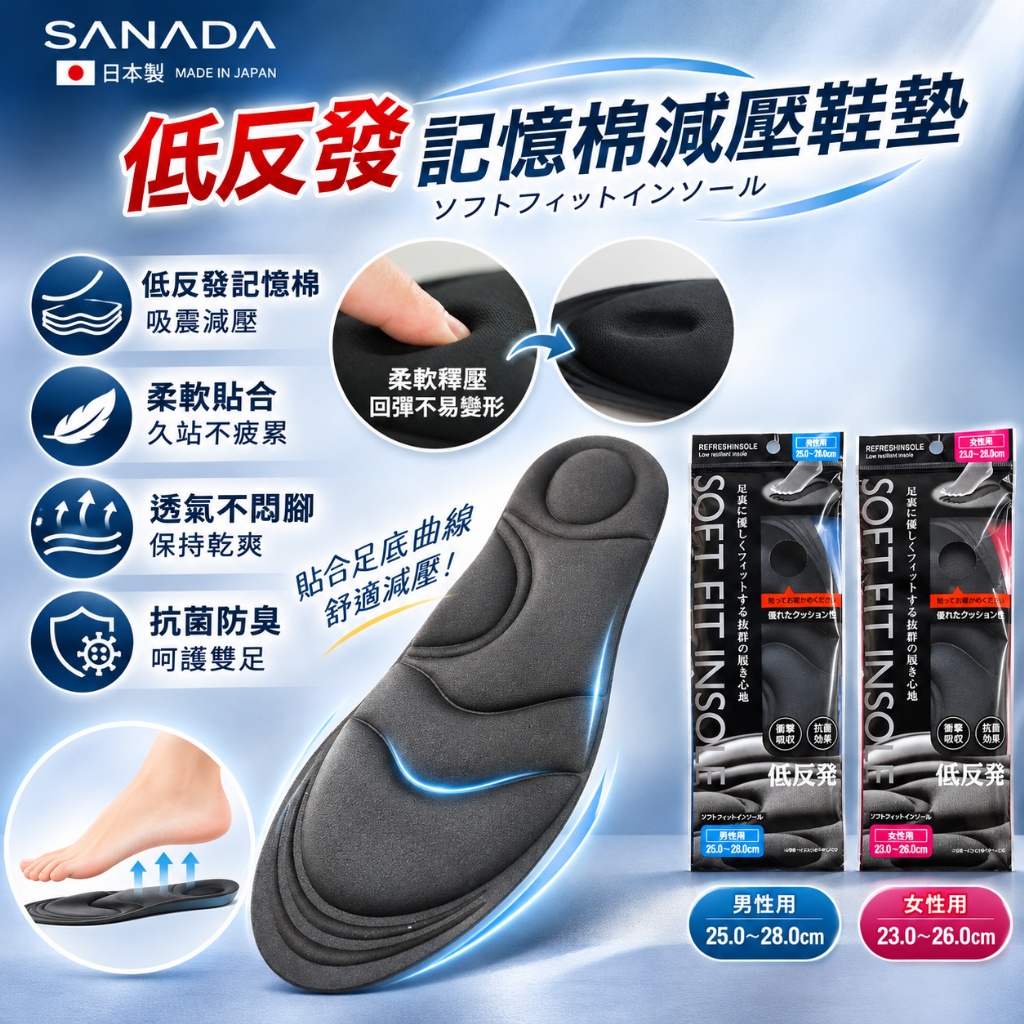 SANADA
日本製 MADE IN JAPAN
低反發 記憶棉減壓鞋墊
ソフトフィットインソール
低反發記憶棉
吸震減壓
柔軟貼合
久站不疲累
透氣不悶腳
保持乾爽
抗菌防臭
呵護雙足
柔軟釋壓
回彈不易變形
貼合足底曲線
舒適減壓!
REFRESHINSOLE
Low resilient insole
男性用
25.0~28.0cm
SOFT FIT INSOLE
足裏に優しくフィットする抜群の履き心地
貼ってお確かめください
優れたクッション性
衝撃
吸収
抗菌
効果
低反発
ソフトフィットインソール
男性用
25.0~28.0cm
REFRESHINSOLE
Low resilient insole
女性用
23.0~26.0cm
SOFT FIT INSOLE
足裏に優しくフィットする抜群の履き心地
優れたクッション性
衝撃
吸収
抗菌
効果
低反発
ソフトフィットインソール
女性用
23.0~26.0cm
男性用
25.0~28.0cm
女性用
23.0~26.0cm